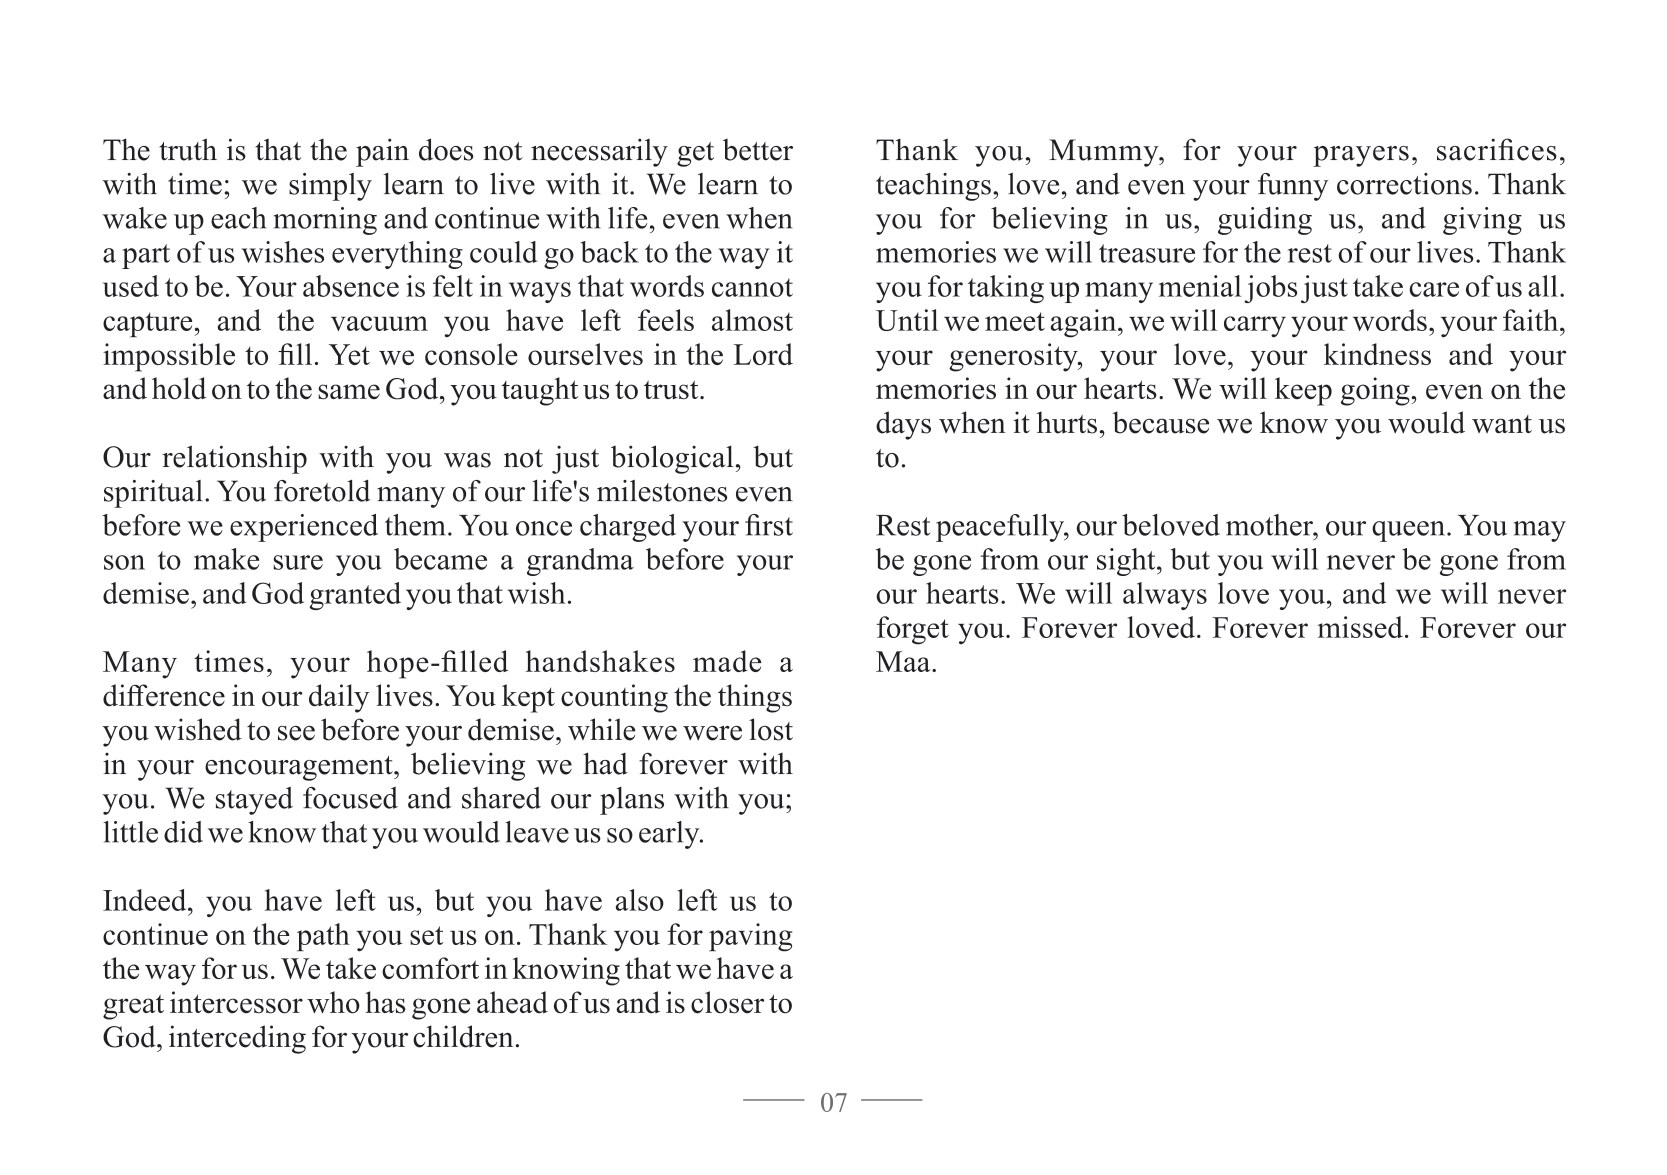 The truth is that the pain does not necessarily get better
with time; we simply learn to live with it. We learn to
wake up each morning and continue with life, even when
a part of us wishes everything could go back to the way it
used to be. Your absence is felt in ways that words cannot
capture, and the vacuum you have left feels almost
impossible to fill. Yet we console ourselves in the Lord
and hold on to the same God, you taught us to trust.

Our relationship with you was not just biological, but
spiritual. You foretold many of our life's milestones even
before we experienced them. You once charged your first
son to make sure you became a grandma before your
demise, and God granted you that wish.

Many times, your hope-filled handshakes made a
difference in our daily lives. You kept counting the things
you wished to see before your demise, while we were lost
in your encouragement, believing we had forever with
you. We stayed focused and shared our plans with you;
little did we know that you would leave us so early.

Indeed, you have left us, but you have also left us to
continue on the path you set us on. Thank you for paving
the way for us. We take comfort in knowing that we have a
great intercessor who has gone ahead of us and is closer to
God, interceding for your children.

Thank you, Mummy, for your prayers, sacrifices,
teachings, love, and even your funny corrections. Thank
you for believing in us, guiding us, and giving us
memories we will treasure for the rest of our lives. Thank
you for taking up many menial jobs just take care of us all.
Until we meet again, we will carry your words, your faith,
your generosity, your love, your kindness and your
memories in our hearts. We will keep going, even on the
days when it hurts, because we know you would want us
to.

Rest peacefully, our beloved mother, our queen. You may
be gone from our sight, but you will never be gone from
our hearts. We will always love you, and we will never
forget you. Forever loved. Forever missed. Forever our
Maa.

07